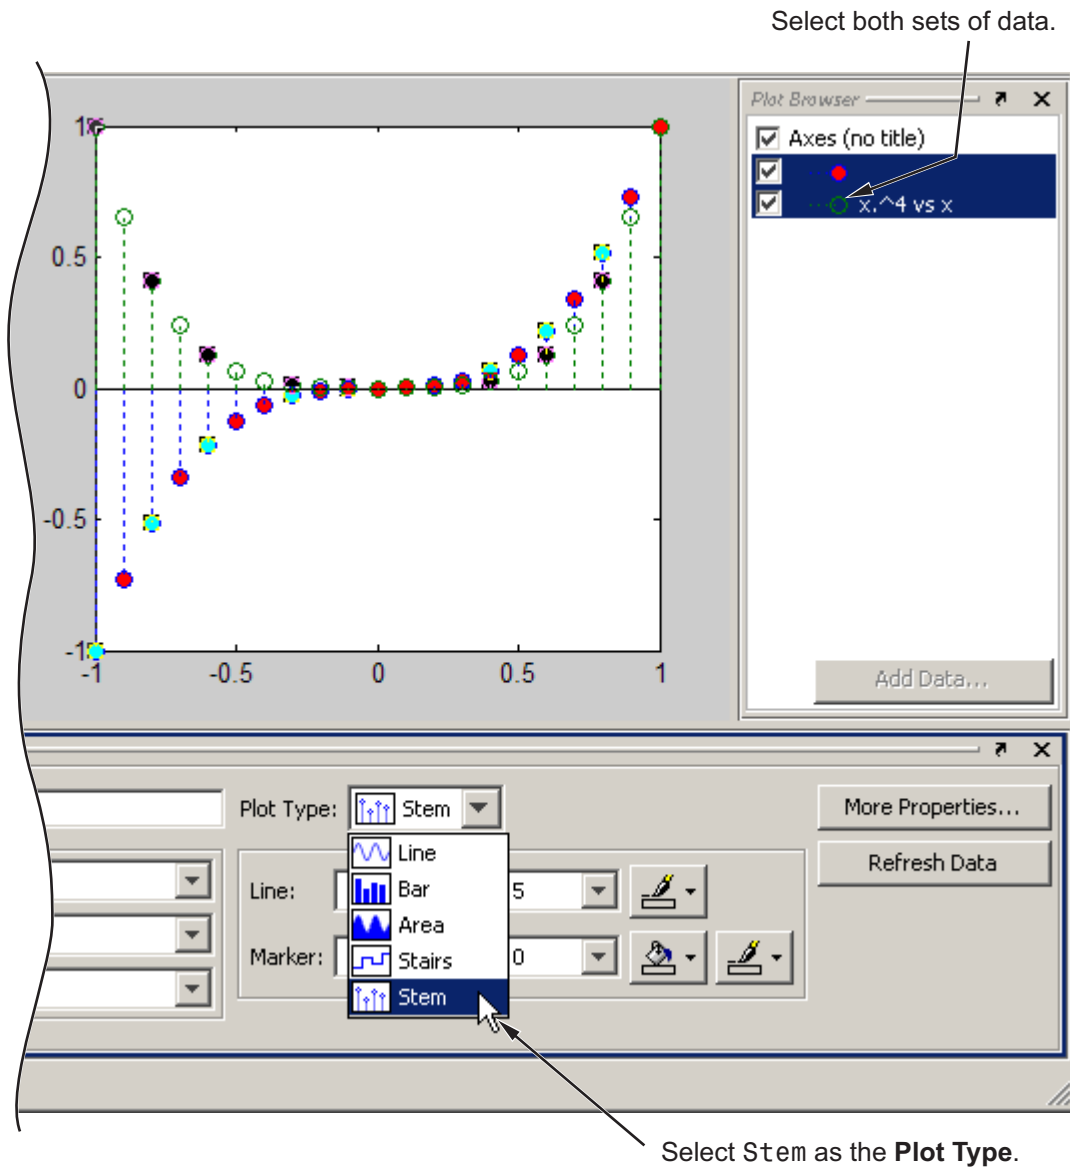 Select both sets of data.
Plot Browser
Axes (no title)
x.^4 vs x
1
0.5
0
-0.5
-1
-1
-0.5
0
0.5
1
Add Data...
Plot Type:
Stem
More Properties...
Line
Refresh Data
Line:
Bar
5
Area
Marker:
Stairs
0
Stem
Select Stem as the Plot Type.